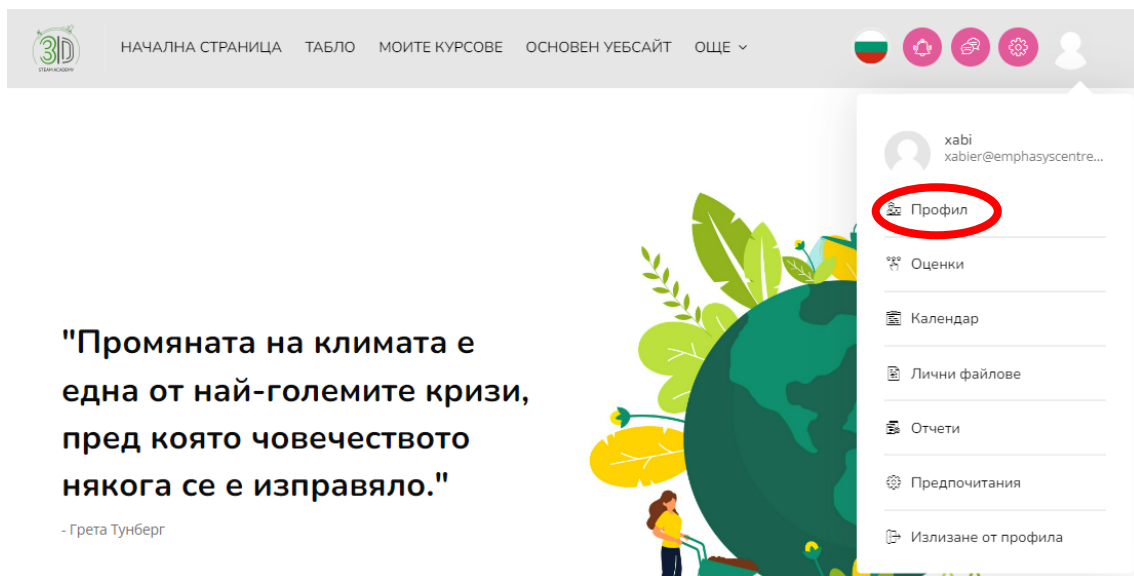 3D
STEAM ACADEMY
НАЧАЛНА СТРАНИЦА ТАБЛО МОИТЕ КУРСОВЕ ОСНОВЕН УЕБСАЙТ ОЩЕ
xabi
xabier@emphasyscentre...
Профил
Оценки
Календар
Лични файлове
Отчети
Предпочитания
Излизане от профила
"Промяната на климата е
една от най-големите кризи,
пред която човечеството
някога се е изправяло."
- Грета Тунберг